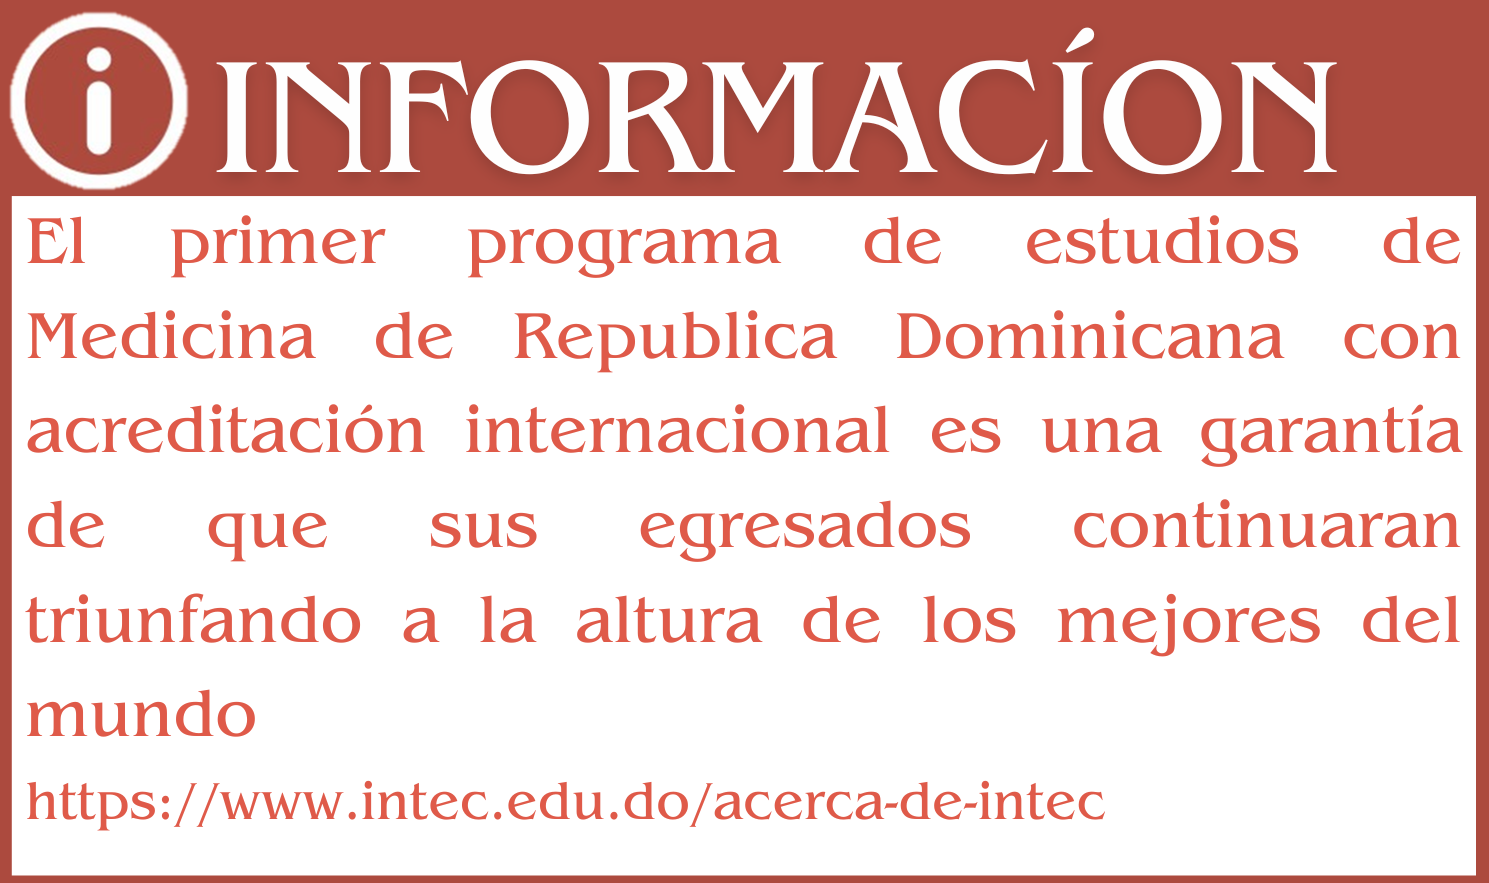 INFORMACÍON
El primer programa de estudios de
Medicina de Republica Dominicana con
acreditación internacional es una garantía
de que sus egresados continuaran
triunfando a la altura de los mejores del
mundo
https://www.intec.edu.do/acerca-de-intec